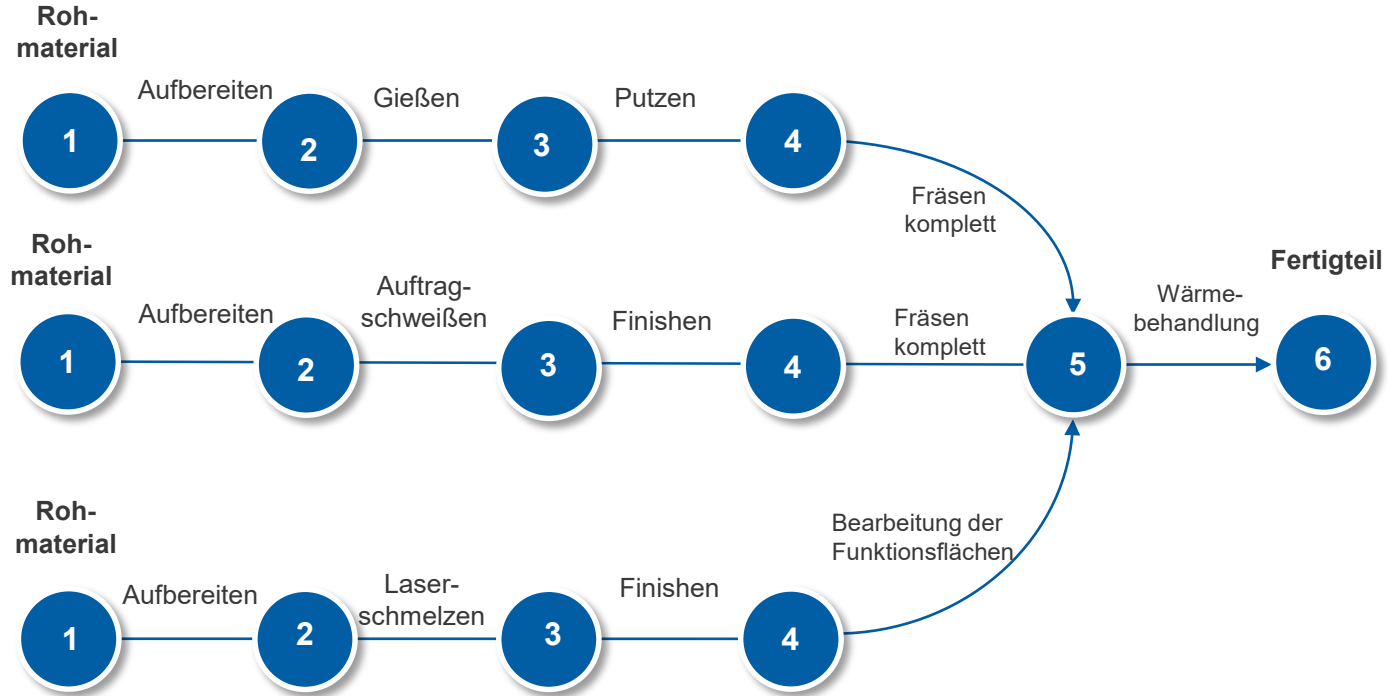 Roh-
material
Aufbereiten
Gießen
Putzen
1
2
3
4
Fräsen
komplett
Roh-
material
Aufbereiten
Auftrag-
schweißen
Finishen
Fräsen
komplett
Wärme-
behandlung
Fertigteil
1
2
3
4
5
6
Roh-
material
Aufbereiten
Laser-
schmelzen
Finishen
Bearbeitung der
Funktionsflächen
1
2
3
4